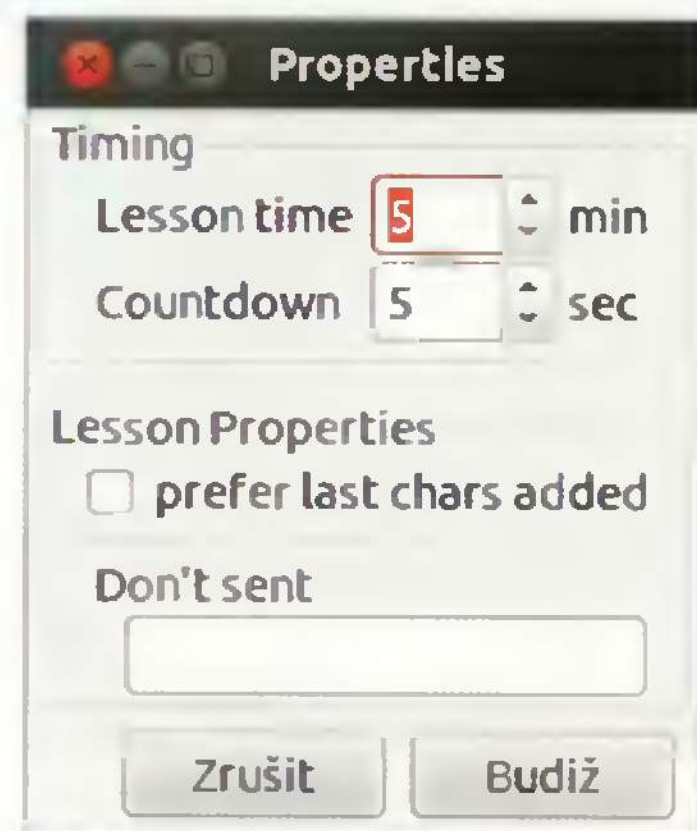 Properties
Timing
Lesson time 5 min
Countdown 5 sec
Lesson Properties
prefer last chars added
Don't sent
Zrušit Budiž